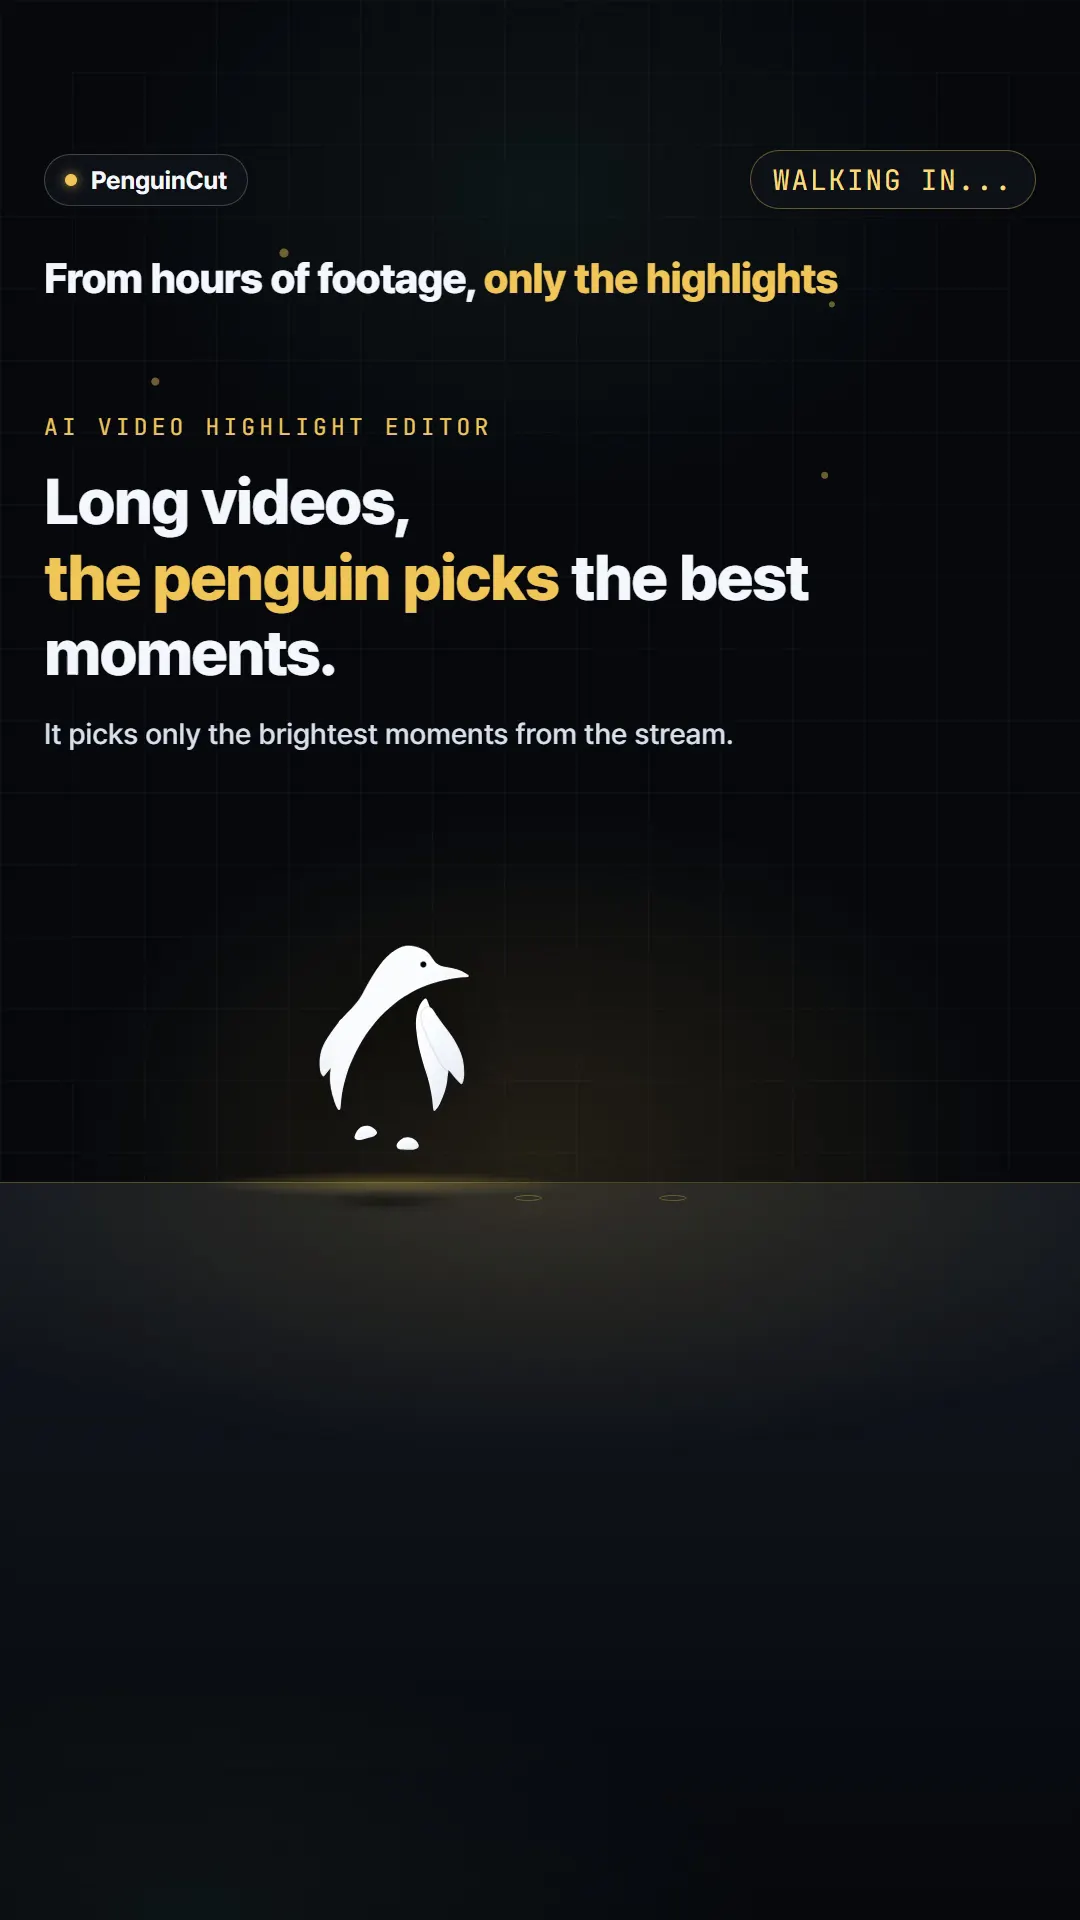 PenguinCut
WALKING IN...
From hours of footage, only the highlights
AI VIDEO HIGHLIGHT EDITOR
Long videos,
the penguin picks the best
moments.
It picks only the brightest moments from the stream.